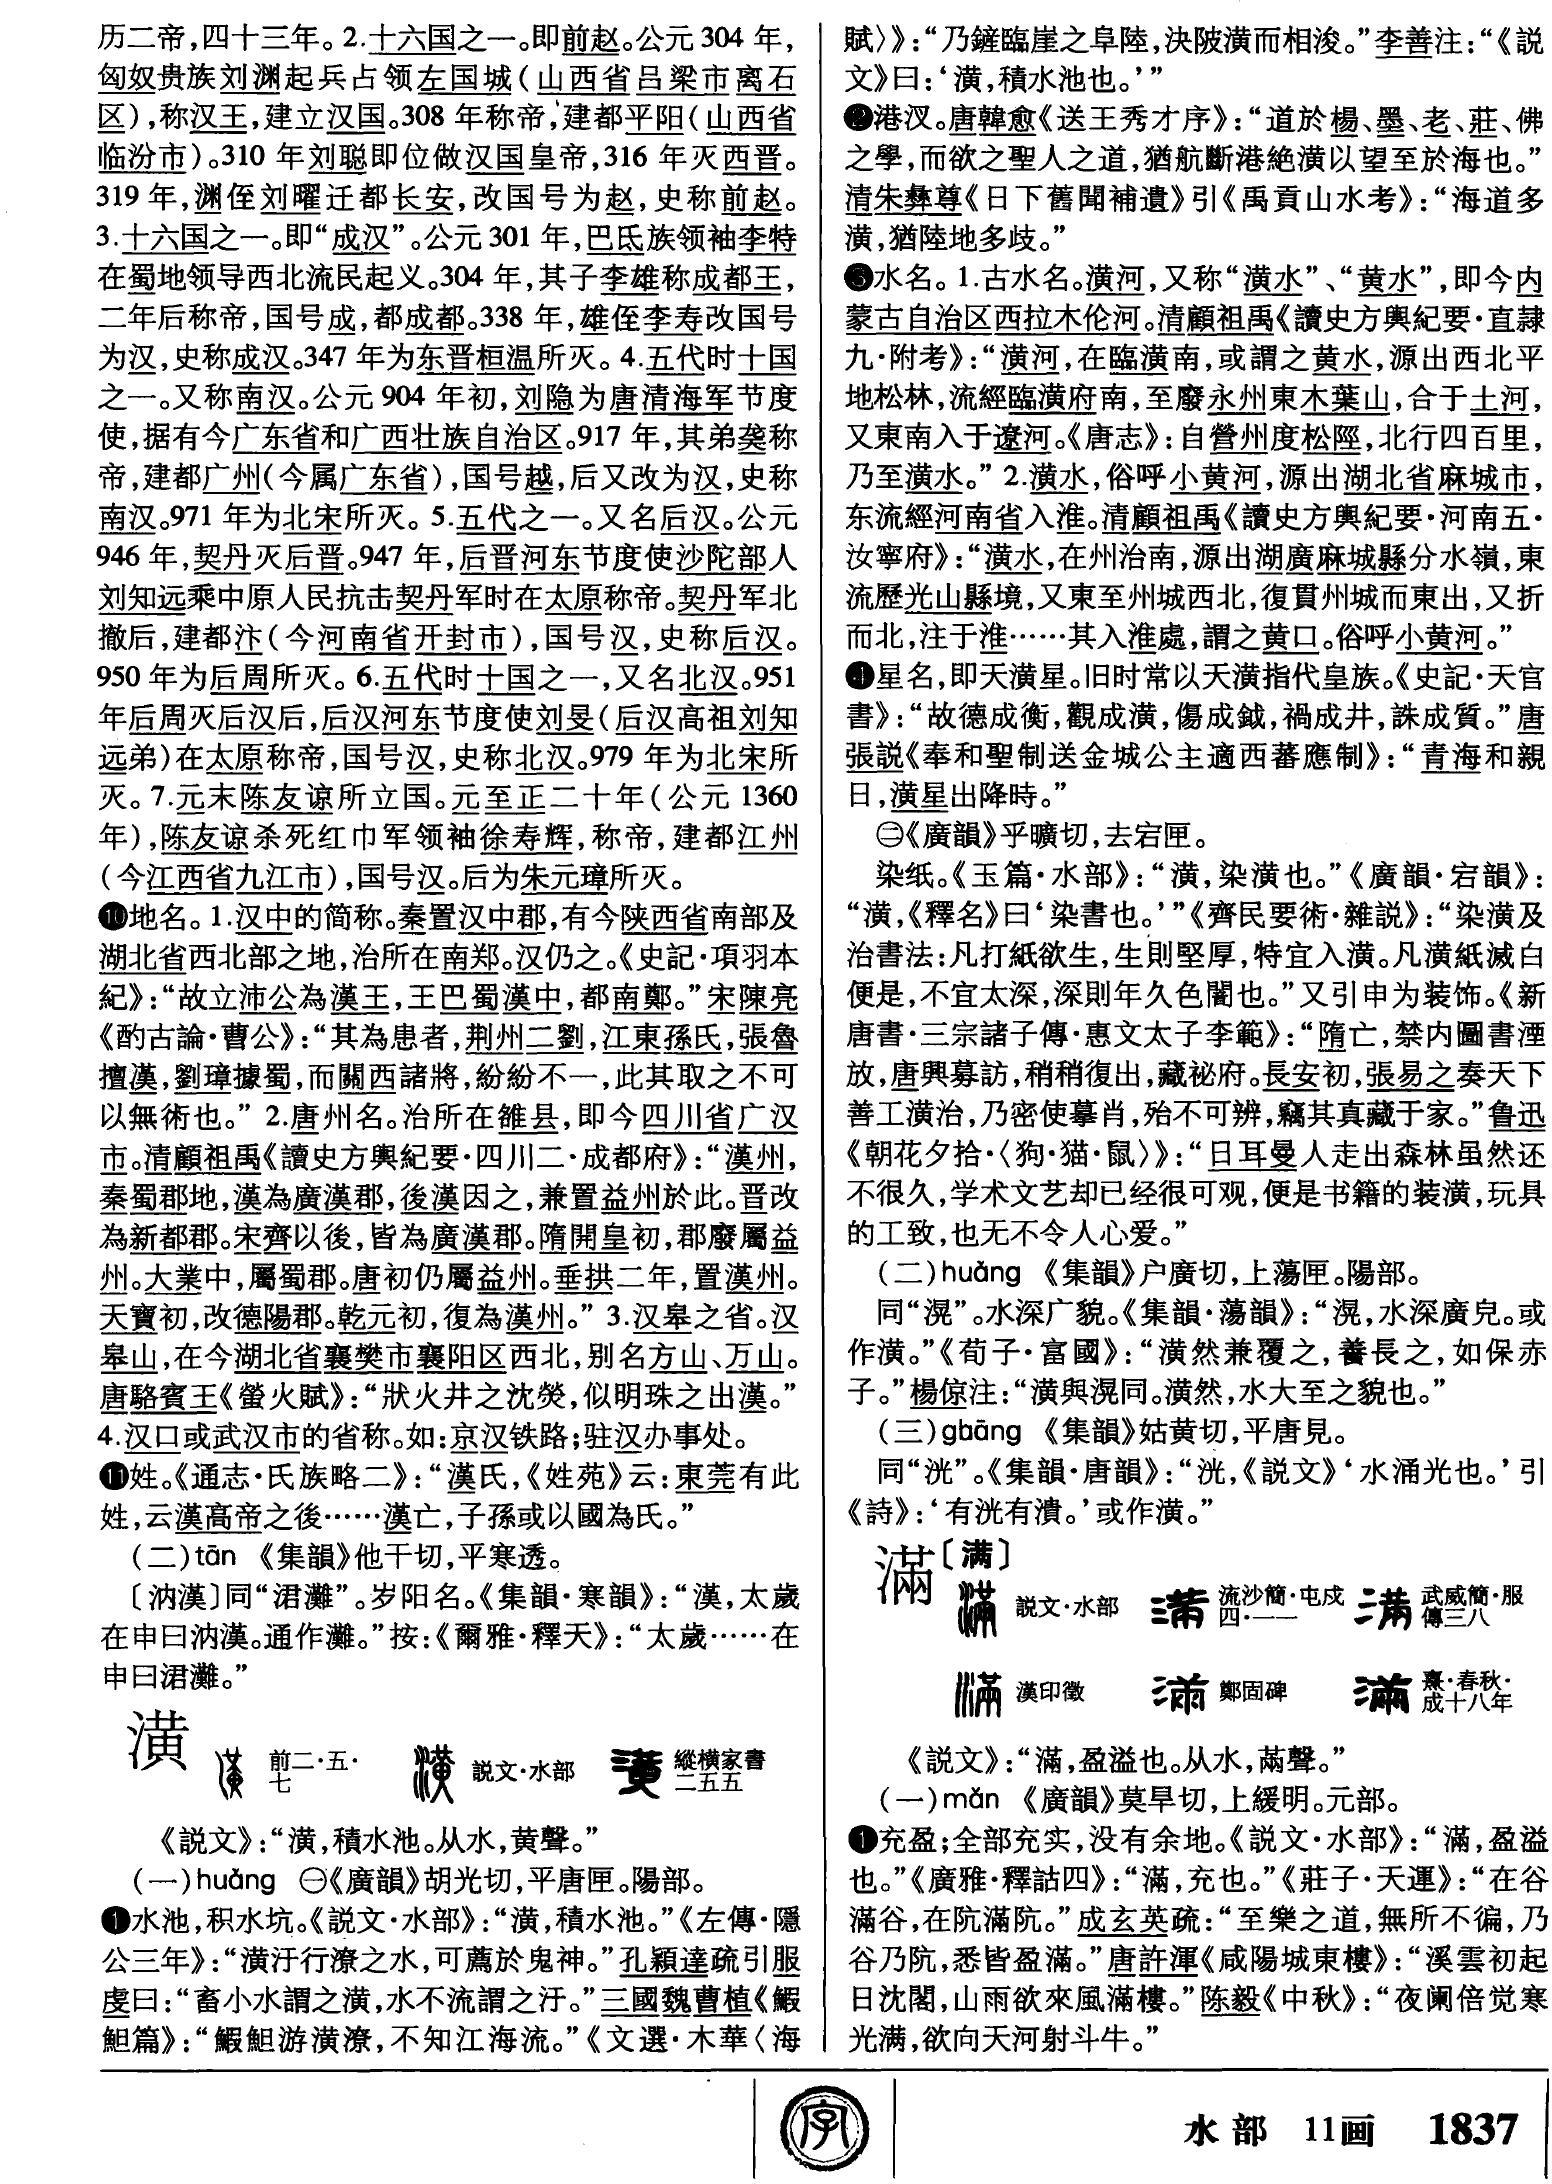 历二帝,四十三年。2.十六国之一。即前赵。公元304年,
匈奴贵族刘渊起兵占领左国城(山西省吕梁市离石
区),称汉王,建立汉国。308年称帝,建都平阳(山西省
临汾市)。310年刘聪即位做汉国皇帝,316年灭西晋。
319年,渊侄刘曜迁都长安,改国号为赵,史称前赵。
3.十六国之一。即“成汉”。公元301年,巴氐族领袖李特
在蜀地领导西北流民起义。304年,其子李雄称成都王,
二年后称帝,国号成,都成都。338年,雄侄李寿改国号
为汉,史称成汉。347年为东晋桓温所灭。4.五代时十国
之一。又称南汉。公元904年初,刘隐为唐清海军节度
使,据有今广东省和广西壮族自治区。917年,其弟䶮称
帝,建都广州(今属广东省),国号越,后又改为汉,史称
南汉。971年为北宋所灭。5.五代之一。又名后汉。公元
946年,契丹灭后晋。947年,后晋河东节度使沙陀部人
刘知远乘中原人民抗击契丹军时在太原称帝。契丹军北
撤后,建都汴(今河南省开封市),国号汉,史称后汉。
950年为后周所灭。6.五代时十国之一,又名北汉。951
年后周灭后汉后,后汉河东节度使刘旻(后汉高祖刘知
远弟)在太原称帝,国号汉,史称北汉。979年为北宋所
灭。7.元末陈友谅所立国。元至正二十年(公元1360
年),陈友谅杀死红巾军领袖徐寿辉,称帝,建都江州
(今江西省九江市),国号汉。后为朱元璋所灭。
❿地名。1.汉中的简称。秦置汉中郡,有今陕西省南部及
湖北省西北部之地,治所在南郑。汉仍之。《史記·項羽本
紀》:“故立沛公為漢王,王巴蜀漢中,都南鄭。”宋陳亮
《酌古論·曹公》:“其為患者,荆州二劉,江東孫氏,張魯
擅漢,劉璋據蜀,而關西諸將,紛紛不一,此其取之不可
以無術也。”2.唐州名。治所在雒县,即今四川省广汉
市。清顧祖禹《讀史方輿紀要·四川二·成都府》:“漢州,
秦蜀郡地,漢為廣漢郡,後漢因之,兼置益州於此。晋改
為新都郡。宋齊以後,皆為廣漢郡。隋開皇初,郡廢屬益
州。大業中,屬蜀郡。唐初仍屬益州。垂拱二年,置漢州。
天寶初,改德陽郡。乾元初,復為漢州。”3.汉皋之省。汉
皋山,在今湖北省襄樊市襄阳区西北,别名方山、万山。
唐駱賓王《螢火賦》:“狀火井之沈熒,似明珠之出漢。”
4.汉口或武汉市的省称。如:京汉铁路;驻汉办事处。
⓫姓。《通志·氏族略二》:“漢氏,《姓苑》云:東莞有此
姓,云漢高帝之後……漢亡,子孫或以國為氏。”
(二)tān 《集韻》他干切,平寒透。
〔汭漢〕同“涒灘”。岁阳名。《集韻·寒韻》:“漢,太歲
在申曰汭漢。通作灘。”按:《爾雅·釋天》:“太歲……在
申曰涒灘。”
潢
前二·五·七
説文·水部
縱横家書二五五
《説文》:“潢,積水池。从水,黄聲。”
(一)huǎng ㊀《廣韻》胡光切,平唐匣。陽部。
❶水池,积水坑。《説文·水部》:“潢,積水池。”《左傳·隱
公三年》:“潢汙行潦之水,可薦於鬼神。”孔穎達疏引服
虔曰:“畜小水謂之潢,水不流謂之汙。”三國魏曹植《鰕
䱇篇》:“鰕䱇游潢潦,不知江海流。”《文選·木華〈海
賦〉》:“乃鏟臨崖之阜陸,決陂潢而相浚。”李善注:“《説
文》曰:‘潢,積水池也。’”
❷港汊。唐韓愈《送王秀才序》:“道於楊、墨、老、莊、佛
之學,而欲之聖人之道,猶航斷港絶潢以望至於海也。”
清朱彝尊《日下舊聞補遺》引《禹貢山水考》:“海道多
潢,猶陸地多歧。”
❸水名。1.古水名。潢河,又称“潢水”、“黄水”,即今内
蒙古自治区西拉木伦河。清顧祖禹《讀史方輿紀要·直隸
九·附考》:“潢河,在臨潢南,或謂之黄水,源出西北平
地松林,流經臨潢府南,至廢永州東木葉山,合于土河,
又東南入于遼河。《唐志》:自營州度松陘,北行四百里,
乃至潢水。”2.潢水,俗呼小黄河,源出湖北省麻城市,
东流經河南省入淮。清顧祖禹《讀史方輿紀要·河南五·
汝寧府》:“潢水,在州治南,源出湖廣麻城縣分水嶺,東
流歷光山縣境,又東至州城西北,復貫州城而東出,又折
而北,注于淮……其入淮處,謂之黄口。俗呼小黄河。”
❹星名,即天潢星。旧时常以天潢指代皇族。《史記·天官
書》:“故德成衡,觀成潢,傷成鉞,禍成井,誅成質。”唐
張説《奉和聖制送金城公主適西蕃應制》:“青海和親
日,潢星出降時。”
㊁《廣韻》乎曠切,去宕匣。
染纸。《玉篇·水部》:“潢,染潢也。”《廣韻·宕韻》:
“潢,《釋名》曰‘染書也。’”《齊民要術·雜説》:“染潢及
治書法:凡打紙欲生,生則堅厚,特宜入潢。凡潢紙滅白
便是,不宜太深,深則年久色闇也。”又引申为装饰。《新
唐書·三宗諸子傳·惠文太子李範》:“隋亡,禁内圖書湮
放,唐興募訪,稍稍復出,藏祕府。長安初,張易之奏天下
善工潢治,乃密使摹肖,殆不可辨,竊其真藏于家。”鲁迅
《朝花夕拾·〈狗·猫·鼠〉》:“日耳曼人走出森林虽然还
不很久,学术文艺却已经很可观,便是书籍的装潢,玩具
的工致,也无不令人心爱。”
(二)huǎng 《集韻》户廣切,上蕩匣。陽部。
同“滉”。水深广貌。《集韻·蕩韻》:“滉,水深廣皃。或
作潢。”《荀子·富國》:“潢然兼覆之,養長之,如保赤
子。”楊倞注:“潢與滉同。潢然,水大至之貌也。”
(三)guāng 《集韻》姑黄切,平唐見。
同“洸”。《集韻·唐韻》:“洸,《説文》‘水涌光也。’引
《詩》:‘有洸有潰。’或作潢。”
滿〔満〕
説文·水部
流沙簡·屯戍四·一一
武威簡·服傳三八
漢印徵
鄭固碑
熹·春秋·成十八年
《説文》:“滿,盈溢也。从水,㒼聲。”
(一)mǎn 《廣韻》莫旱切,上緩明。元部。
❶充盈;全部充实,没有余地。《説文·水部》:“滿,盈溢
也。”《廣雅·釋詁四》:“滿,充也。”《莊子·天運》:“在谷
滿谷,在阬滿阬。”成玄英疏:“至樂之道,無所不徧,乃
谷乃阬,悉皆盈滿。”唐許渾《咸陽城東樓》:“溪雲初起
日沈閣,山雨欲來風滿樓。”陈毅《中秋》:“夜阑倍觉寒
光满,欲向天河射斗牛。”
字
水部 11画 1837